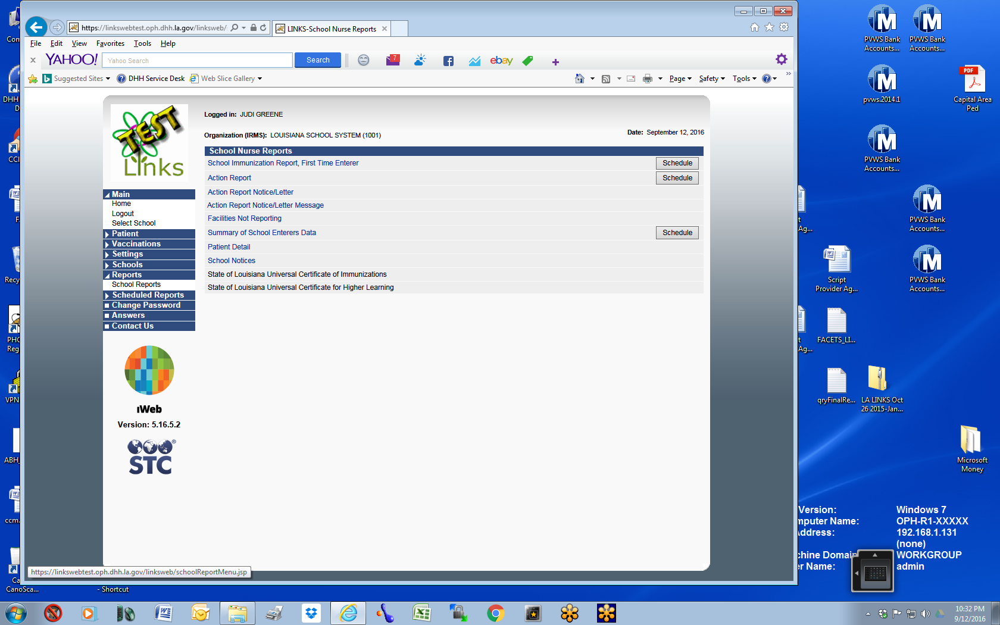 https://linkswebtest.oph.dhh.la.gov/linksweb/
LINKS-School Nurse Reports
File Edit View Favorites Tools Help
YAHOO!
Yahoo Search
Search
7
ebay
Suggested Sites
DHH Service Desk
Web Slice Gallery
Page
Safety
Tools
TEST
Links
Logged in: JUDI GREENE
Organization (IRMS): LOUISIANA SCHOOL SYSTEM (1001)
Date: September 12, 2016
School Nurse Reports
School Immunization Report, First Time Enterer
Schedule
Action Report
Schedule
Action Report Notice/Letter
Action Report Notice/Letter Message
Facilities Not Reporting
Summary of School Enterers Data
Schedule
Patient Detail
School Notices
State of Louisiana Universal Certificate of Immunizations
State of Louisiana Universal Certificate for Higher Learning
Main
Home
Logout
Select School
Patient
Vaccinations
Settings
Schools
Reports
School Reports
Scheduled Reports
Change Password
Answers
Contact Us
iWeb
Version: 5.16.5.2
STC
https://linkswebtest.oph.dhh.la.gov/linksweb/schoolReportMenu.jsp
Com
DHH
D
CCI
F
Recy
PHC
Reg
VPN
ABH_
ccm.
Ca
CanoSca...
- Shortcut
PVWS Bank
Accounts...
PVWS Bank
Accounts...
pvws.2014.1
PDF
Capital Area
Ped
PVWS Bank
Accounts...
t
Ag...
PVWS Bank
Accounts...
Script
Provider Ag...
PVWS Bank
Accounts...
t
Ag...
FACETS_LI...
qryFinalRe...
LA LINKS Oct
26 2015-Jan...
Microsoft
Money
Version: Windows 7
mputer Name: OPH-R1-XXXXX
Address: 192.168.1.131
(none)
chine Domain WORKGROUP
r Name: admin
10:32 PM
9/12/2016